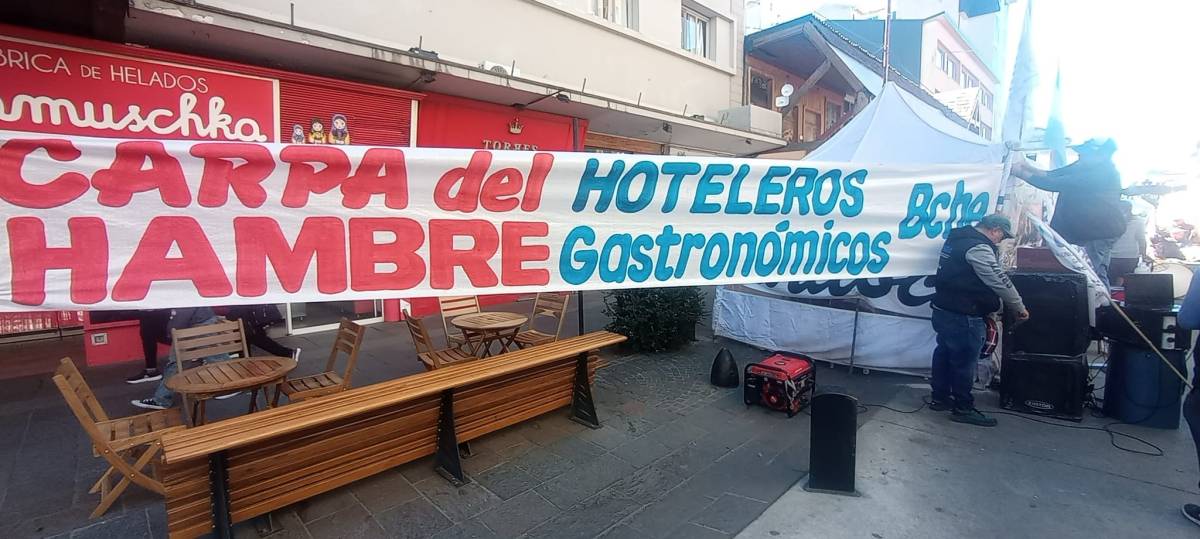 BRICA DE HELADOS
muschka
TORRES
CARPA del
HAMBRE
HOTELEROS
Gastronómicos
Bche